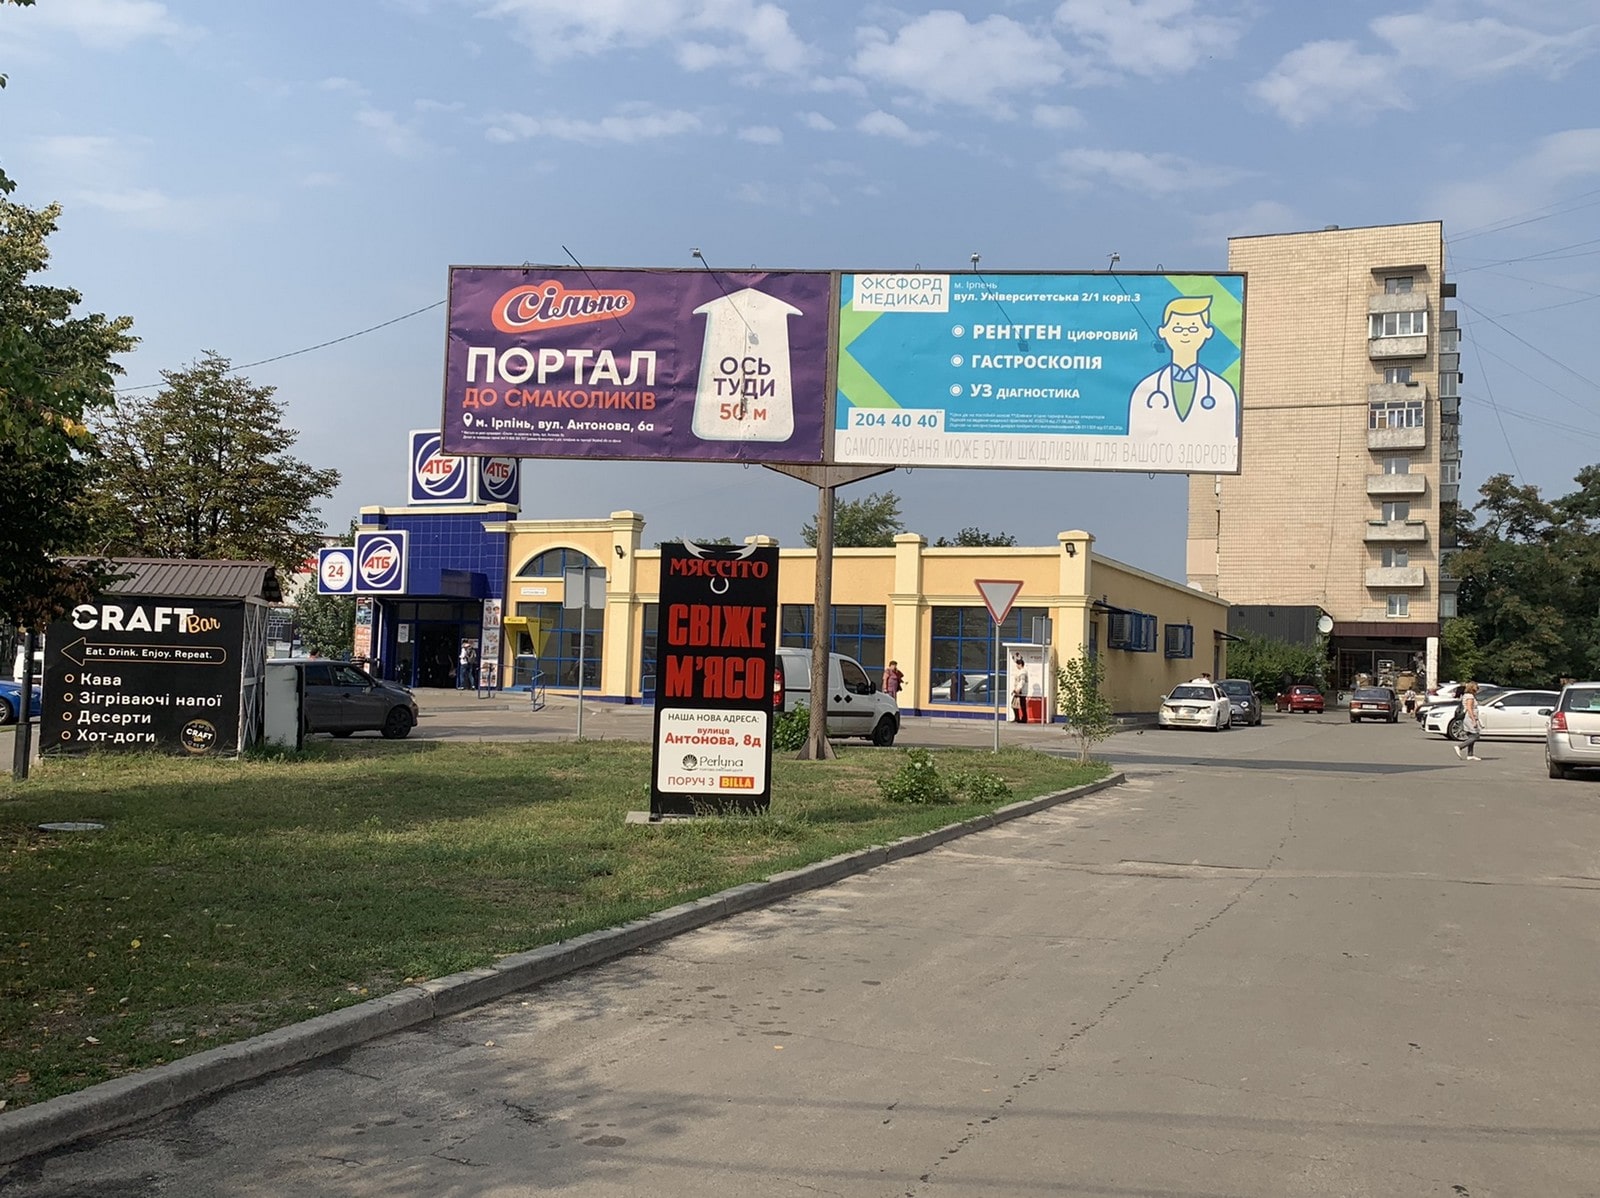 Сільпо
ПОРТАЛ
ДО СМАКОЛИКІВ
м. Ірпінь, вул. Антонова, 6а
ОСЬ
ТУДИ
50 м
ОКСФОРД
МЕДИКАЛ
м. Ірпінь
вул. Університетська 2/1 корп.3
РЕНТГЕН ЦИФРОВИЙ
ГАСТРОСКОПІЯ
УЗ ДІАГНОСТИКА
204 40 40
САМОЛІКУВАННЯ МОЖЕ БУТИ ШКІДЛИВИМ ДЛЯ ВАШОГО ЗДОРОВ'Я
АТБ
АТБ
24
АТБ
CRAFT Bar
Eat. Drink. Enjoy. Repeat.
Кава
Зігріваючі напої
Десерти
Хот-доги
CRAFT
МЯССІТО
СВІЖЕ
М'ЯСО
НАША НОВА АДРЕСА:
вулиця
Антонова, 8д
Perlyna
ПОРУЧ З BILLA